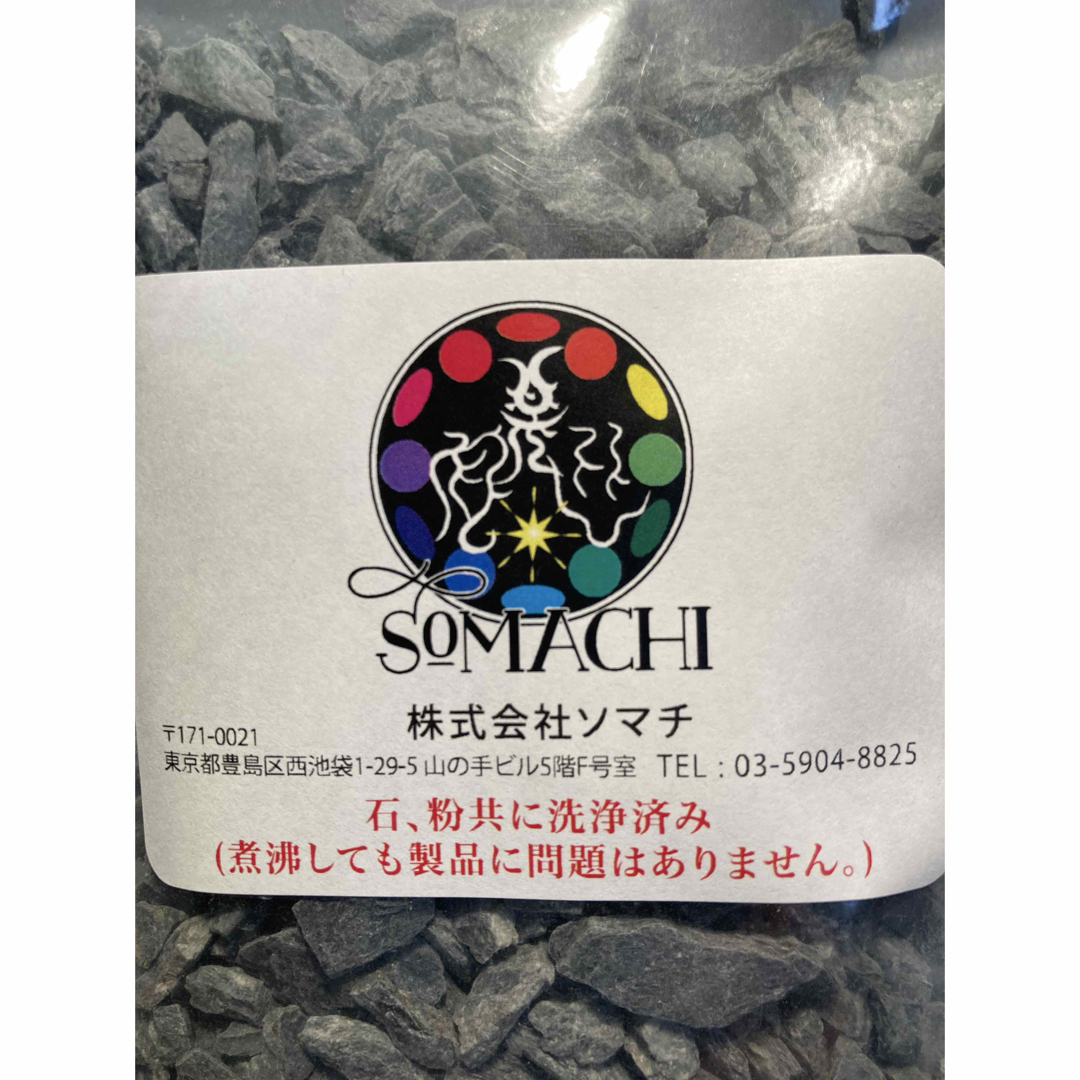 SOMACHI
株式会社ソマチ
〒171-0021
東京都豊島区西池袋1-29-5 山の手ビル5階F号室 TEL：03-5904-8825
石、粉共に洗浄済み
(煮沸しても製品に問題はありません。)